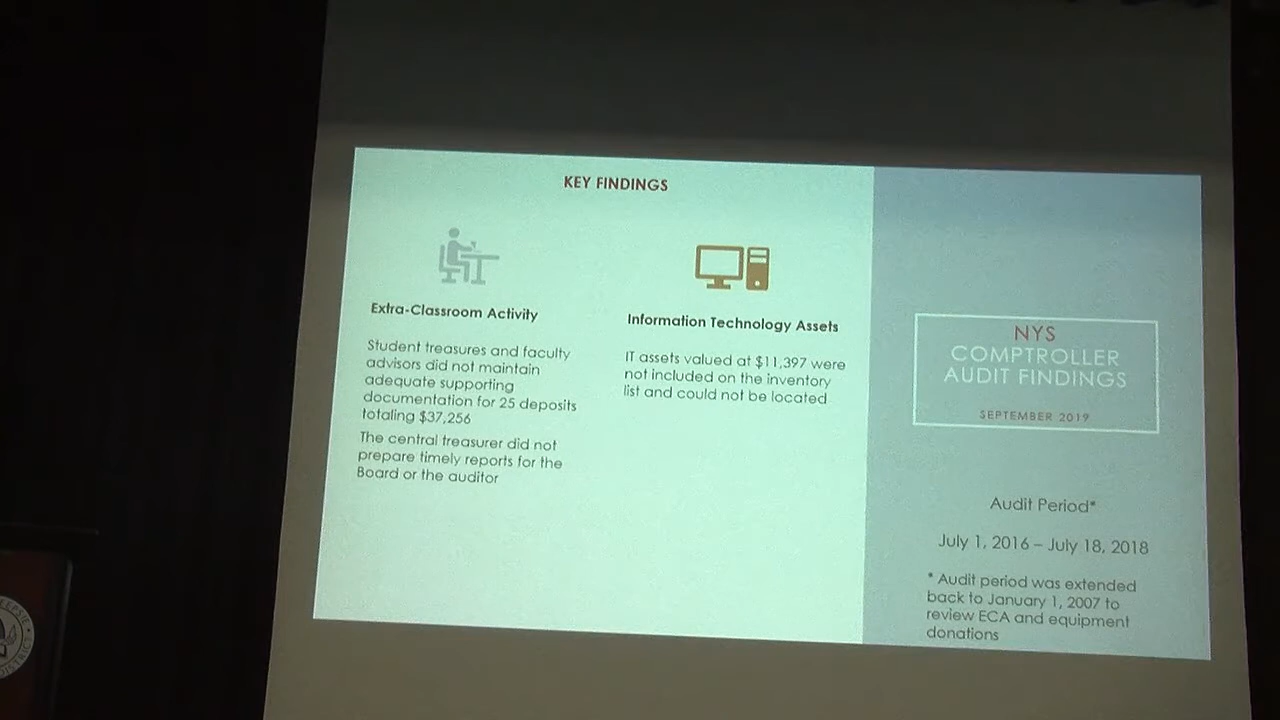 KEY FINDINGS
Extra-Classroom Activity
Student treasures and faculty
advisors did not maintain
adequate supporting
documentation for 25 deposits
totaling $37,256
The central treasurer did not
prepare timely reports for the
Board or the auditor
Information Technology Assets
IT assets valued at $11,397 were
not included on the inventory
list and could not be located
NYS
COMPTROLLER
AUDIT FINDINGS
SEPTEMBER 2019
Audit Period*
July 1, 2016 – July 18, 2018
* Audit period was extended
back to January 1, 2007 to
review ECA and equipment
donations